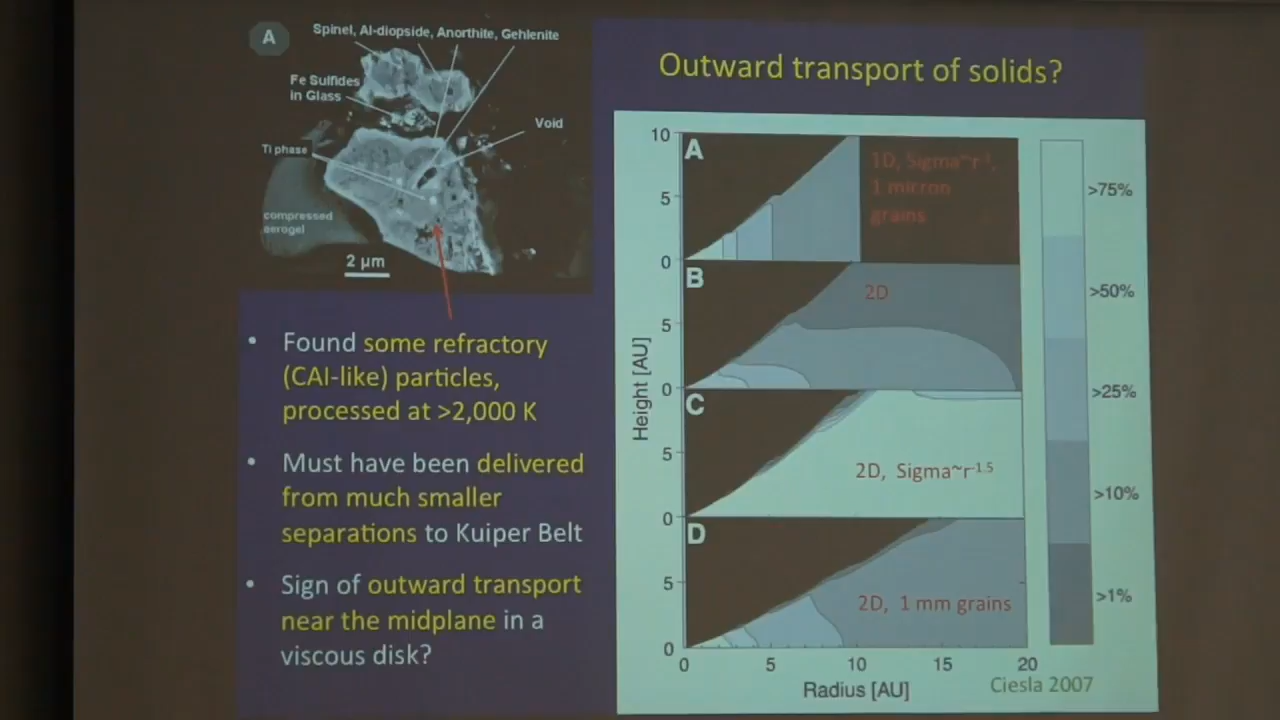 A
Spinel, Al-diopside, Anorthite, Gehlenite
Fe Sulfides
in Glass
Void
Ti phase
compressed
aerogel
2 µm
• Found some refractory
(CAI-like) particles,
processed at >2,000 K
• Must have been delivered
from much smaller
separations to Kuiper Belt
• Sign of outward transport
near the midplane in a
viscous disk?
Outward transport of solids?
10
5
0
A
1D, Sigma~r-1,
1 micron
grains
B
2D
5
0
C
2D, Sigma~r-1.5
5
0
D
2D, 1 mm grains
5
0
Height [AU]
0 5 10 15 20
Radius [AU]
Ciesla 2007
>75%
>50%
>25%
>10%
>1%